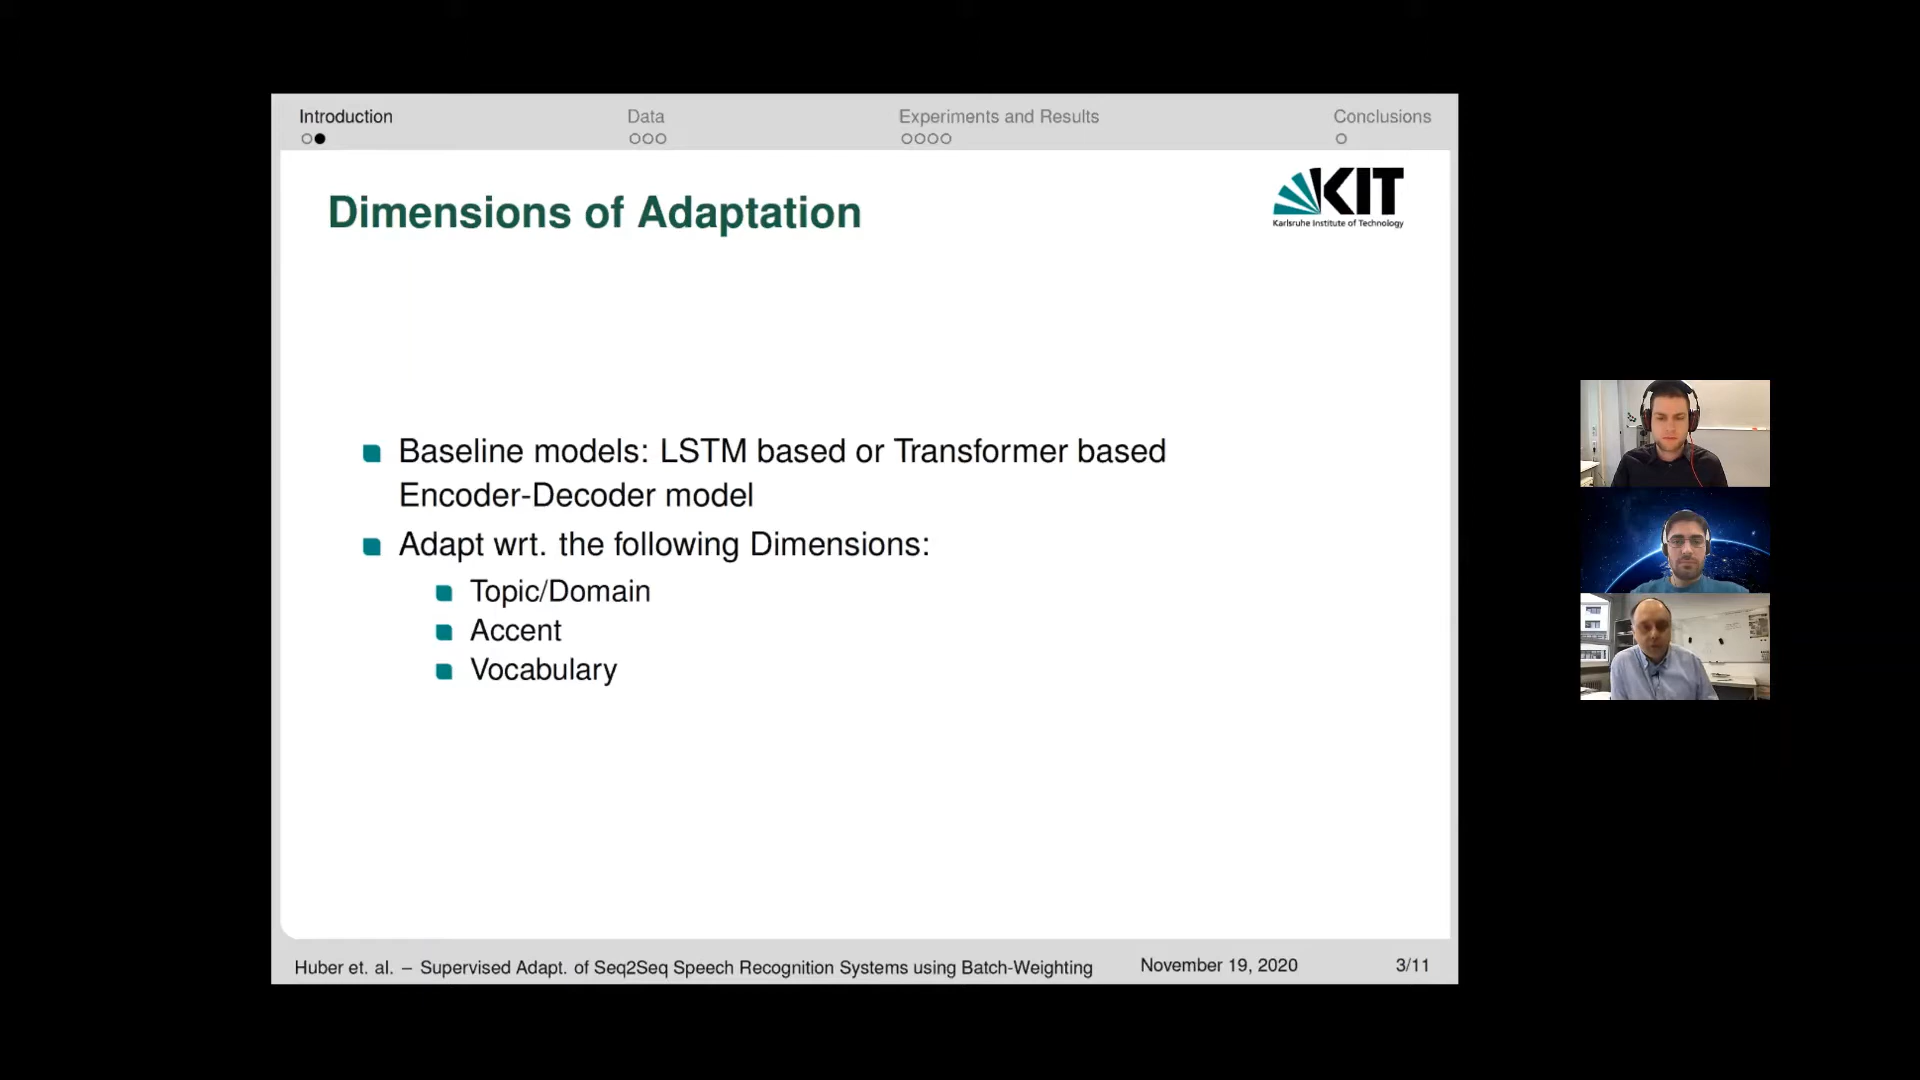 Introduction Data Experiments and Results Conclusions
Dimensions of Adaptation
KIT
Karlsruhe Institute of Technology
Baseline models: LSTM based or Transformer based
Encoder-Decoder model
Adapt wrt. the following Dimensions:
Topic/Domain
Accent
Vocabulary
Huber et. al. – Supervised Adapt. of Seq2Seq Speech Recognition Systems using Batch-Weighting November 19, 2020 3/11